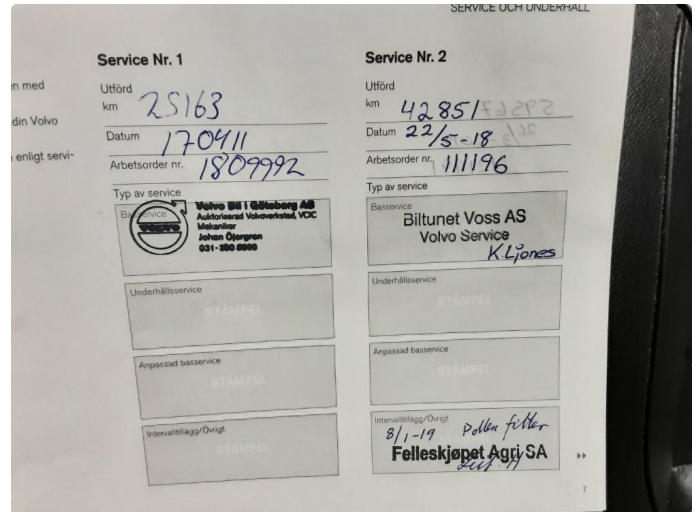 SERVICE OCH UNDERHÅLL
en med
din Volvo
enligt servi-
Service Nr. 1
Utförd
km 25163
Datum 170411
Arbetsorder nr. 1809992
Typ av service
Basservice
VOLVO
Volvo Bil i Göteborg AB
Auktoriserad Volvoverkstad, VCIC
Mekaniker
Johan Öjergren
Underhållsservice
STÄMPEL
Anpassad basservice
STÄMPEL
Intervalltillägg/Övrigt
STÄMPEL
Service Nr. 2
Utförd
km 42851
Datum 22/5-18
Arbetsorder nr. 111196
Typ av service
Basservice
Biltunet Voss AS
Volvo Service
K. Ljones
Underhållsservice
STÄMPEL
Anpassad basservice
STÄMPEL
Intervalltillägg/Övrigt
8/1-19 Pollen filter
Felleskjøpet Agri SA
7